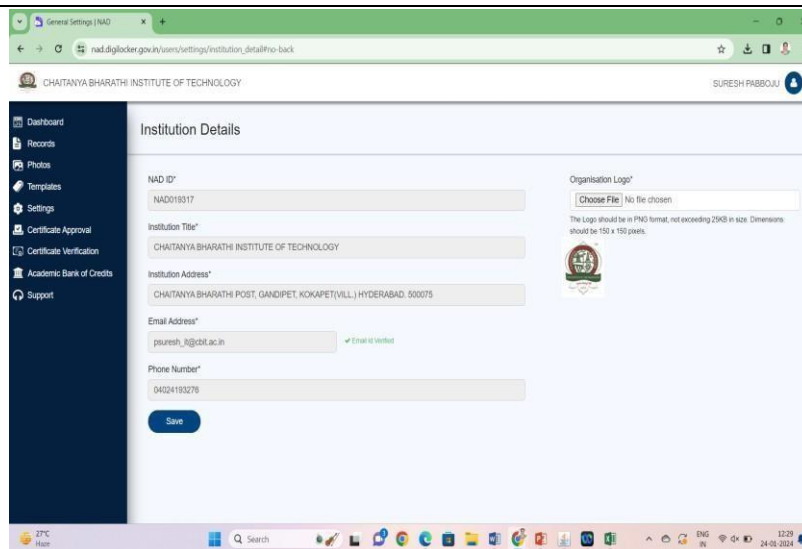 General Settings | NAD
nad.digilocker.gov.in/users/settings/institution_detail#no-back
CHAITANYA BHARATHI INSTITUTE OF TECHNOLOGY
SURESH PABBOJU
Dashboard
Records
Photos
Templates
Settings
Certificate Approval
Certificate Verification
Academic Bank of Credits
Support
Institution Details
NAD ID*
NAD019317
Institution Title*
CHAITANYA BHARATHI INSTITUTE OF TECHNOLOGY
Institution Address*
CHAITANYA BHARATHI POST, GANDIPET, KOKAPET(VILL.) HYDERABAD. 500075
Email Address*
psuresh_it@cbit.ac.in
Email Id Verified
Phone Number*
04024193276
Save
Organisation Logo*
Choose File No file chosen
The Logo should be in PNG format, not exceeding 25KB in size. Dimensions
should be 150 x 150 pixels.
27°C
Haze
Search
ENG
IN
12:29
24-01-2024